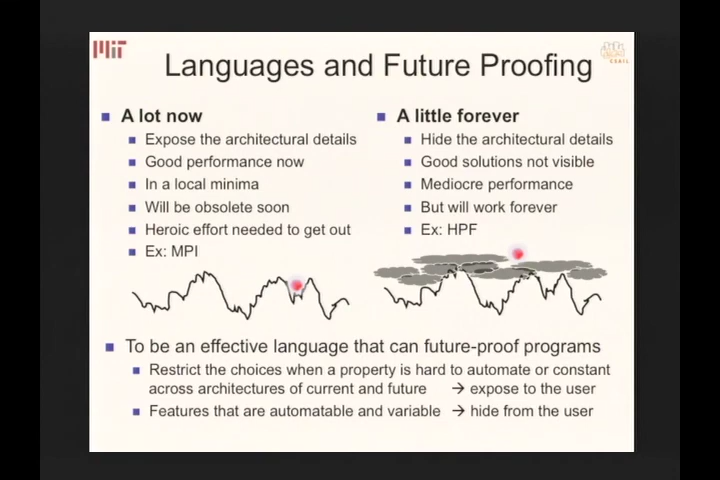 MIT
CSAIL
Languages and Future Proofing
A lot now
Expose the architectural details
Good performance now
In a local minima
Will be obsolete soon
Heroic effort needed to get out
Ex: MPI
A little forever
Hide the architectural details
Good solutions not visible
Mediocre performance
But will work forever
Ex: HPF
To be an effective language that can future-proof programs
Restrict the choices when a property is hard to automate or constant
across architectures of current and future → expose to the user
Features that are automatable and variable → hide from the user